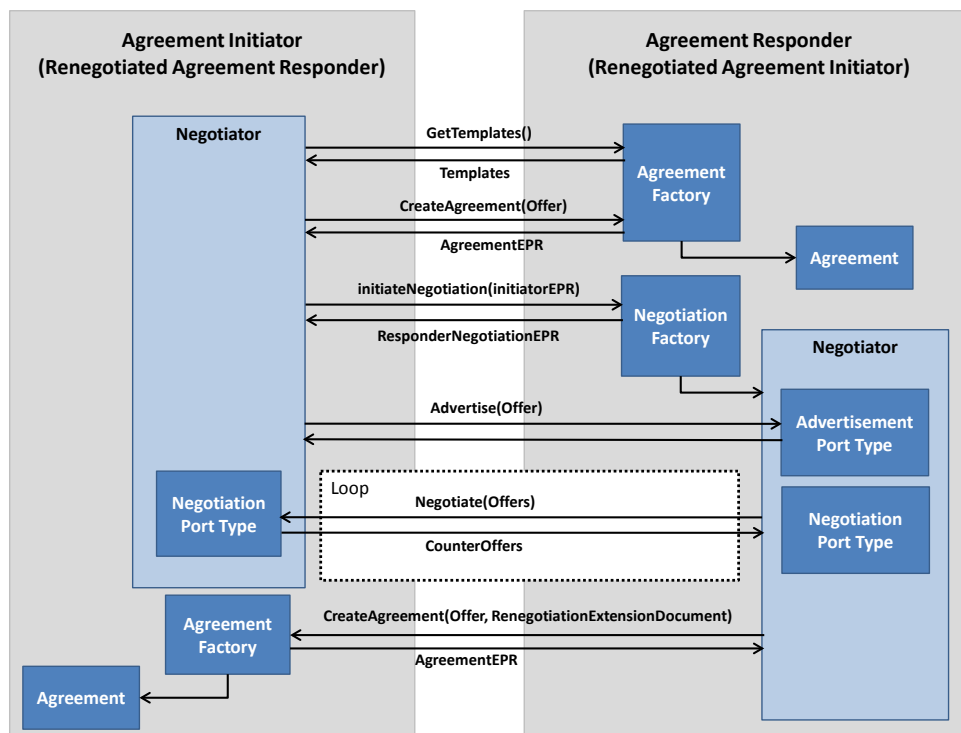 Agreement Initiator
(Renegotiated Agreement Responder)
Agreement Responder
(Renegotiated Agreement Initiator)
Negotiator
GetTemplates()
Templates
Agreement
Factory
CreateAgreement(Offer)
AgreementEPR
Agreement
initiateNegotiation(initiatorEPR)
ResponderNegotiationEPR
Negotiation
Factory
Negotiator
Advertise(Offer)
Advertisement
Port Type
Loop
Negotiation
Port Type
Negotiate(Offers)
CounterOffers
Negotiation
Port Type
CreateAgreement(Offer, RenegotiationExtensionDocument)
Agreement
Factory
AgreementEPR
Agreement